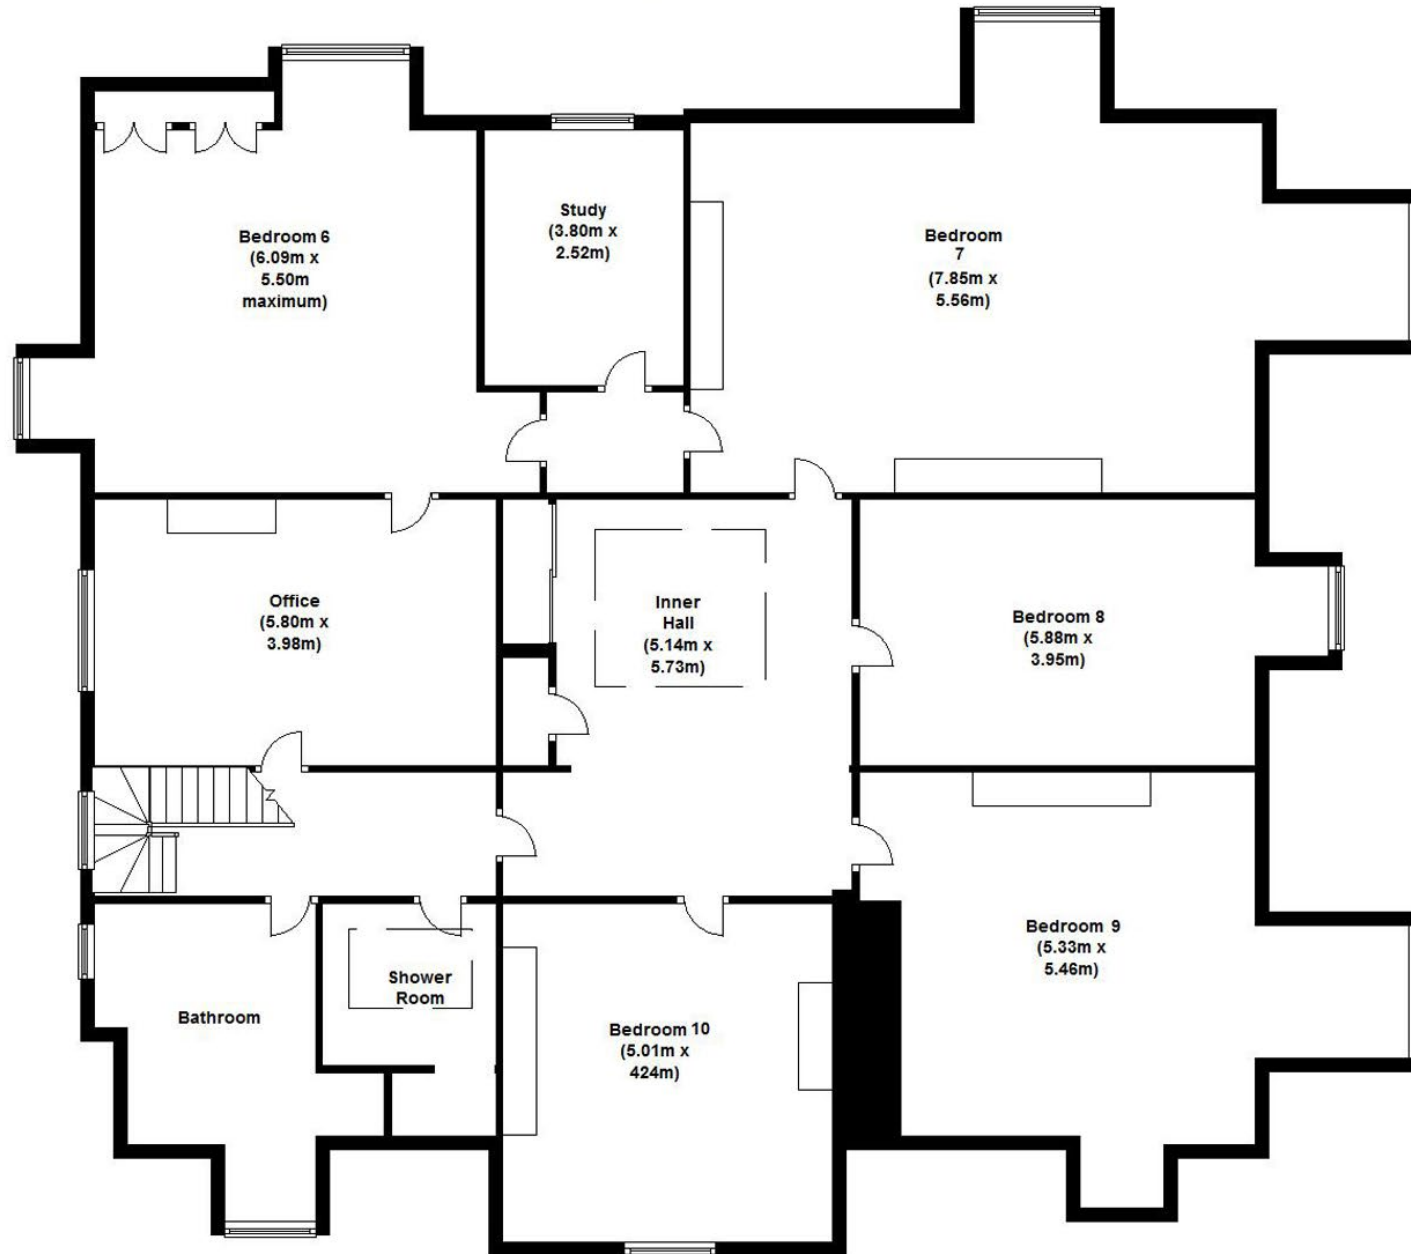 Bedroom 6
(6.09m x
5.50m
maximum)
Study
(3.80m x
2.52m)
Bedroom
7
(7.85m x
5.56m)
Office
(5.80m x
3.98m)
Inner
Hall
(5.14m x
5.73m)
Bedroom 8
(5.88m x
3.95m)
Bathroom
Shower
Room
Bedroom 10
(5.01m x
424m)
Bedroom 9
(5.33m x
5.46m)